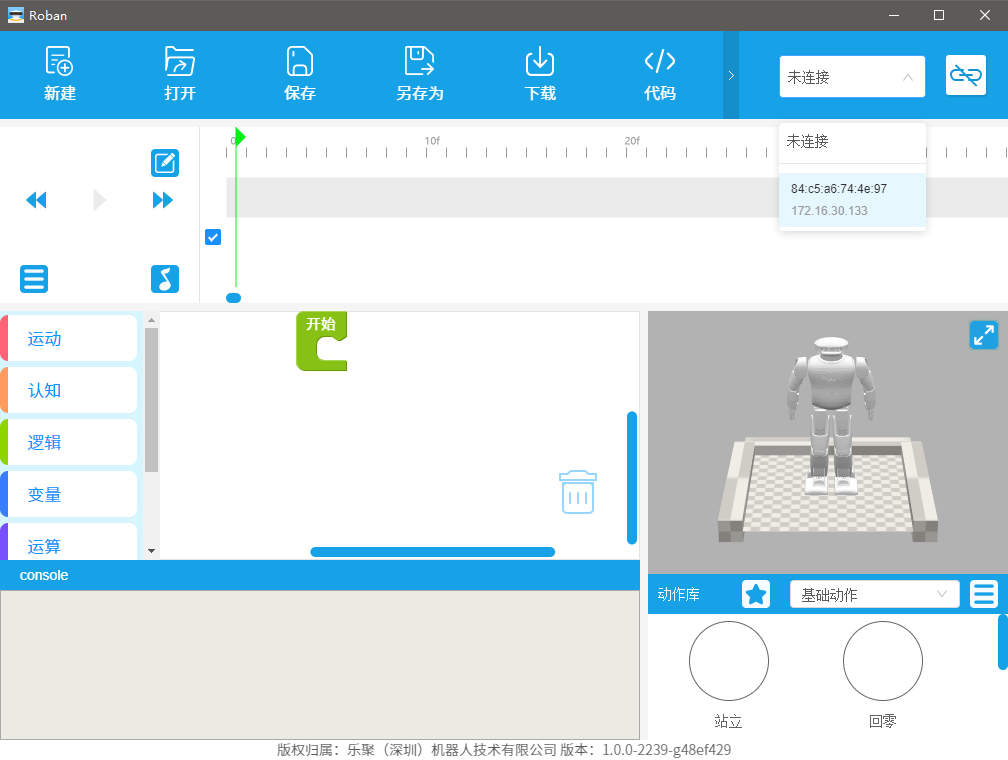 Roban
新建
打开
保存
另存为
下载
代码
未连接
未连接
84:c5:a6:74:4e:97
172.16.30.133
0
10f
20f
运动
认知
逻辑
变量
运算
开始
console
动作库
基础动作
站立
回零
版权归属：乐聚（深圳）机器人技术有限公司 版本：1.0.0-2239-g48ef429